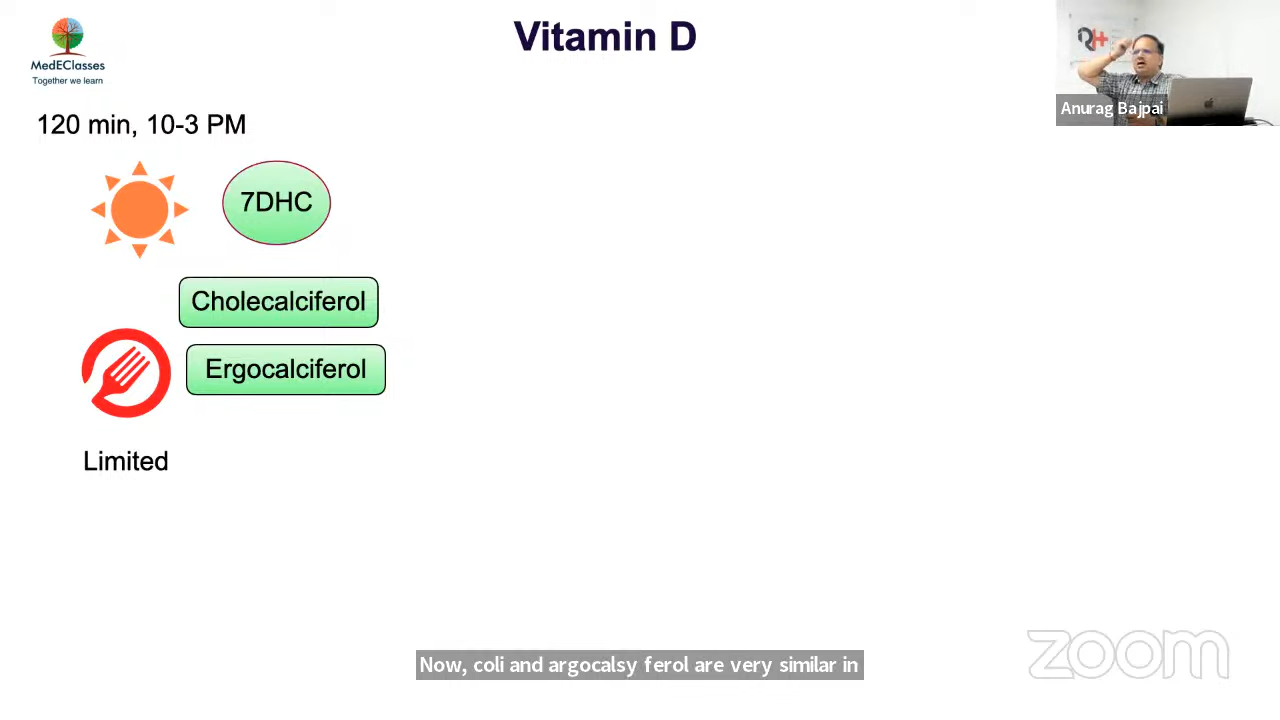 Vitamin D
MedEClasses
Together we learn
120 min, 10-3 PM
7DHC
Cholecalciferol
Ergocalciferol
Limited
Anurag Bajpai
Now, coli and argocalsy ferol are very similar in
zoom